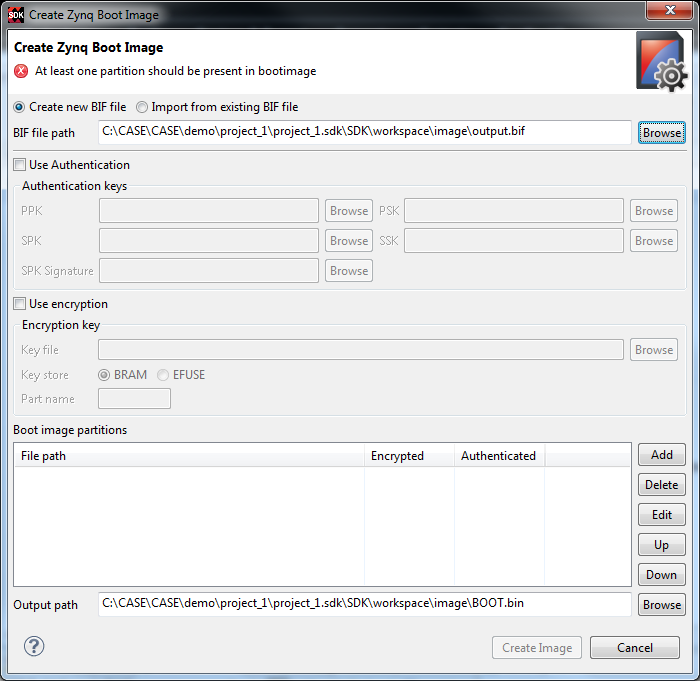 SDK Create Zynq Boot Image
Create Zynq Boot Image
At least one partition should be present in bootimage
Create new BIF file Import from existing BIF file
BIF file path C:\CASE\CASE\demo\project_1\project_1.sdk\SDK\workspace\image\output.bif Browse
Use Authentication
Authentication keys
PPK Browse PSK Browse
SPK Browse SSK Browse
SPK Signature Browse
Use encryption
Encryption key
Key file Browse
Key store BRAM EFUSE
Part name
Boot image partitions
File path Encrypted Authenticated Add
Delete
Edit
Up
Down
Output path C:\CASE\CASE\demo\project_1\project_1.sdk\SDK\workspace\image\BOOT.bin Browse
? Create Image Cancel